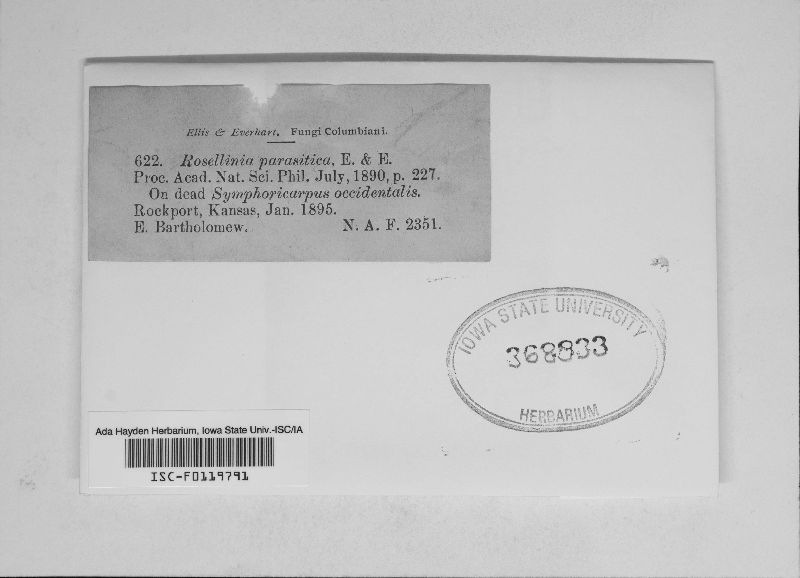 Ellis & Everhart, Fungi Columbiani.
622. Rosellinia parasitica, E. & E.
Proc. Acad. Nat. Sci. Phil. July, 1890, p. 227.
On dead Symphoricarpus occidentalis.
Rockport, Kansas, Jan. 1895.
E. Bartholomew. N. A. F. 2351.
IOWA STATE UNIVERSITY
368833
HERBARIUM
Ada Hayden Herbarium, Iowa State Univ.-ISC/IA
ISC-F0119791